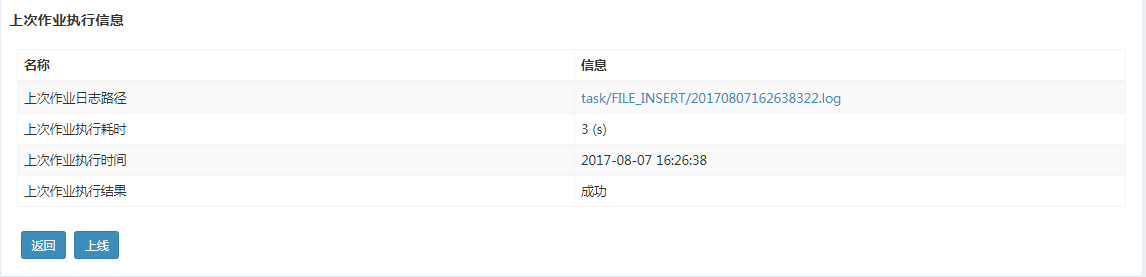 上次作业执行信息
名称 信息
上次作业日志路径 task/FILE_INSERT/20170807162638322.log
上次作业执行耗时 3 (s)
上次作业执行时间 2017-08-07 16:26:38
上次作业执行结果 成功
返回 上线